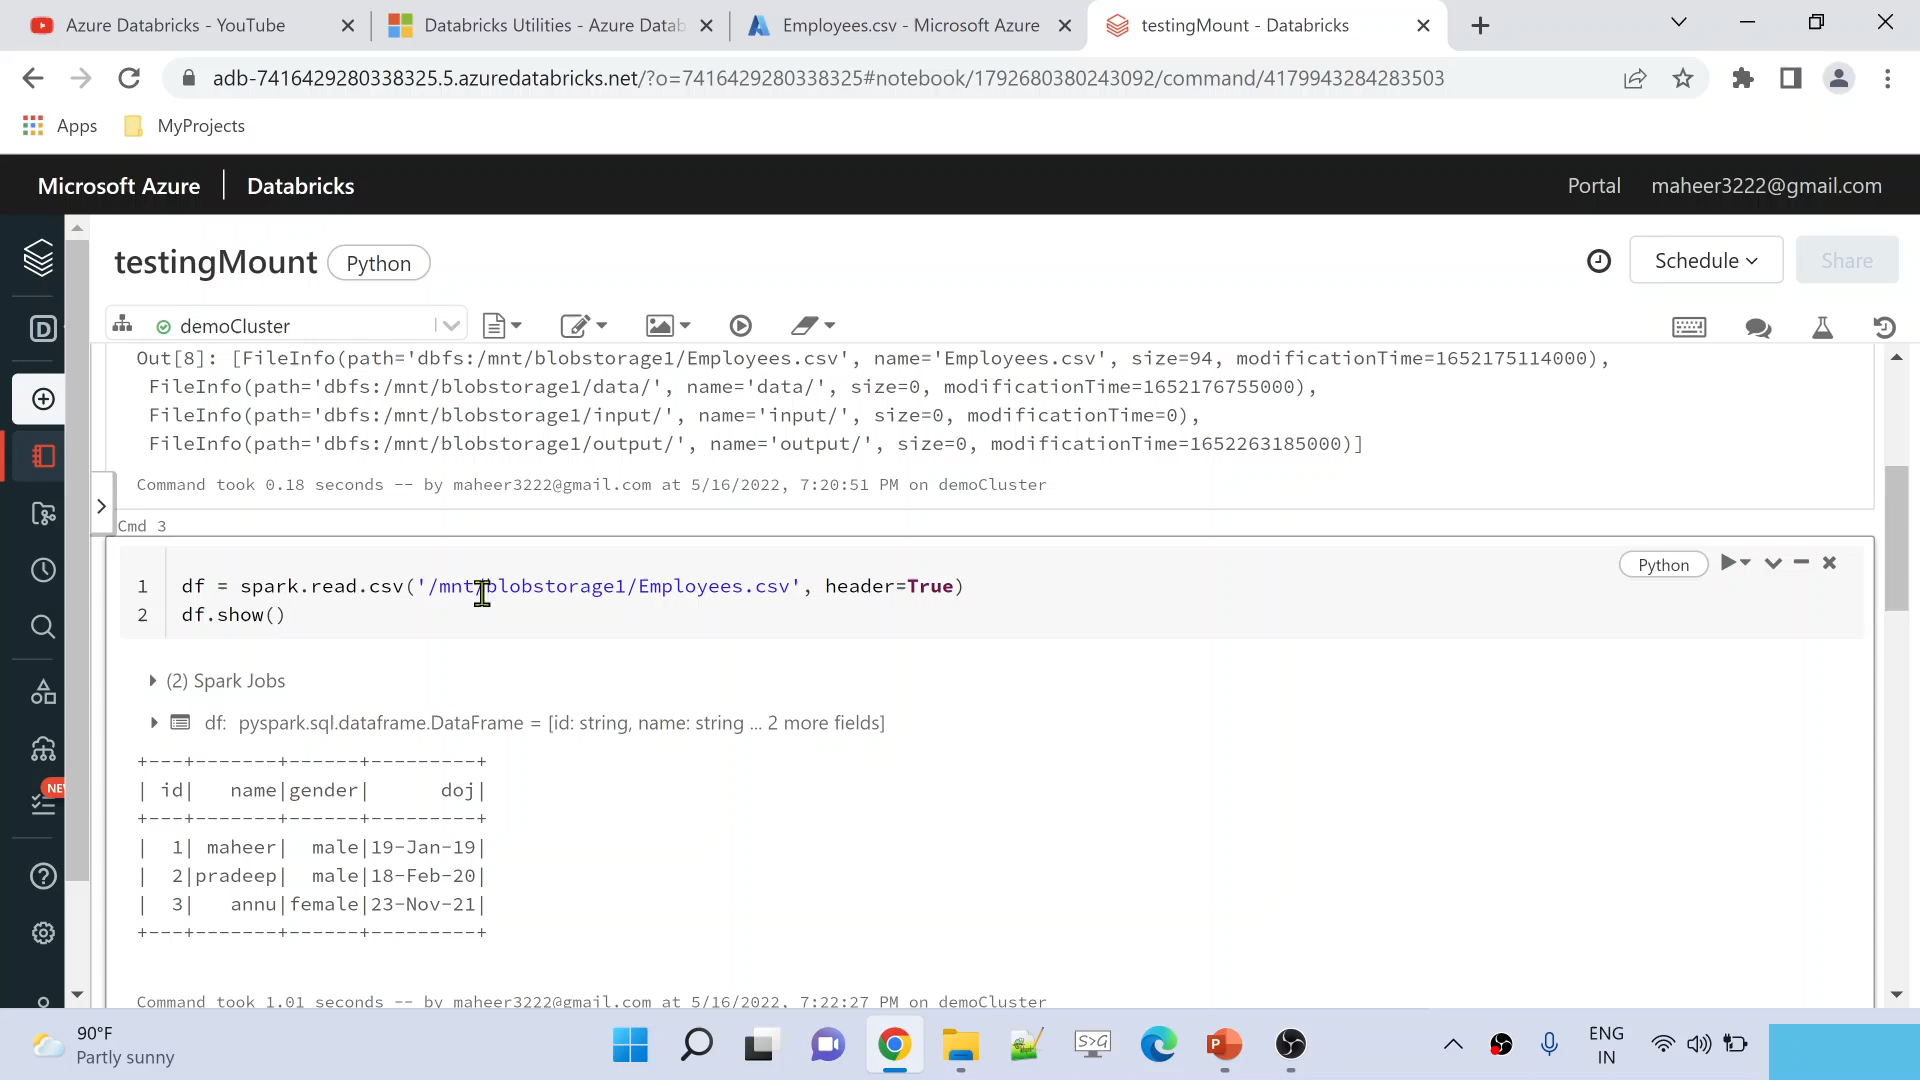 Azure Databricks - YouTube
Databricks Utilities - Azure Datab
Employees.csv - Microsoft Azure
testingMount - Databricks
adb-7416429280338325.5.azuredatabricks.net/?o=7416429280338325#notebook/1792680380243092/command/4179943284283503
Apps
MyProjects
Microsoft Azure
Databricks
Portal
maheer3222@gmail.com
testingMount
Python
Schedule
Share
D
demoCluster
Out[8]: [FileInfo(path='dbfs:/mnt/blobstorage1/Employees.csv', name='Employees.csv', size=94, modificationTime=1652175114000),
FileInfo(path='dbfs:/mnt/blobstorage1/data/', name='data/', size=0, modificationTime=1652176755000),
FileInfo(path='dbfs:/mnt/blobstorage1/input/', name='input/', size=0, modificationTime=0),
FileInfo(path='dbfs:/mnt/blobstorage1/output/', name='output/', size=0, modificationTime=1652263185000)]
Command took 0.18 seconds -- by maheer3222@gmail.com at 5/16/2022, 7:20:51 PM on demoCluster
Cmd 3
Python
1 df = spark.read.csv('/mnt/blobstorage1/Employees.csv', header=True)
2 df.show()
(2) Spark Jobs
df: pyspark.sql.dataframe.DataFrame = [id: string, name: string ... 2 more fields]
+---+-------+------+---------+
| id|   name|gender|      doj|
+---+-------+------+---------+
|  1| maheer|  male|19-Jan-19|
|  2|pradeep|  male|18-Feb-20|
|  3|   annu|female|23-Nov-21|
+---+-------+------+---------+
Command took 1.01 seconds -- by maheer3222@gmail.com at 5/16/2022, 7:22:27 PM on demoCluster
NEW
90°F
Partly sunny
S>G
P
ENG
IN